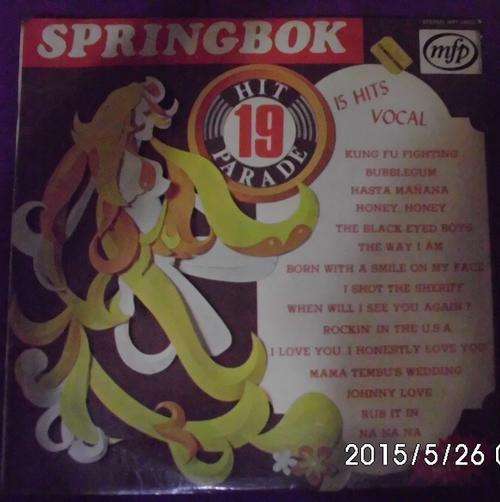 SPRINGBOK
mfp
HIT
19
PARADE
15 HITS
VOCAL
KUNG FU FIGHTING
BUBBLEGUM
HASTA MAÑANA
HONEY, HONEY
THE BLACK EYED BOYS
THE WAY I AM
BORN WITH A SMILE ON MY FACE
I SHOT THE SHERIFF
WHEN WILL I SEE YOU AGAIN?
ROCKIN' IN THE U.S.A.
I LOVE YOU, I HONESTLY LOVE YOU
MAMA TEMBU'S WEDDING
JOHNNY LOVE
RUB IT IN
NA NA NA
2015/5/26